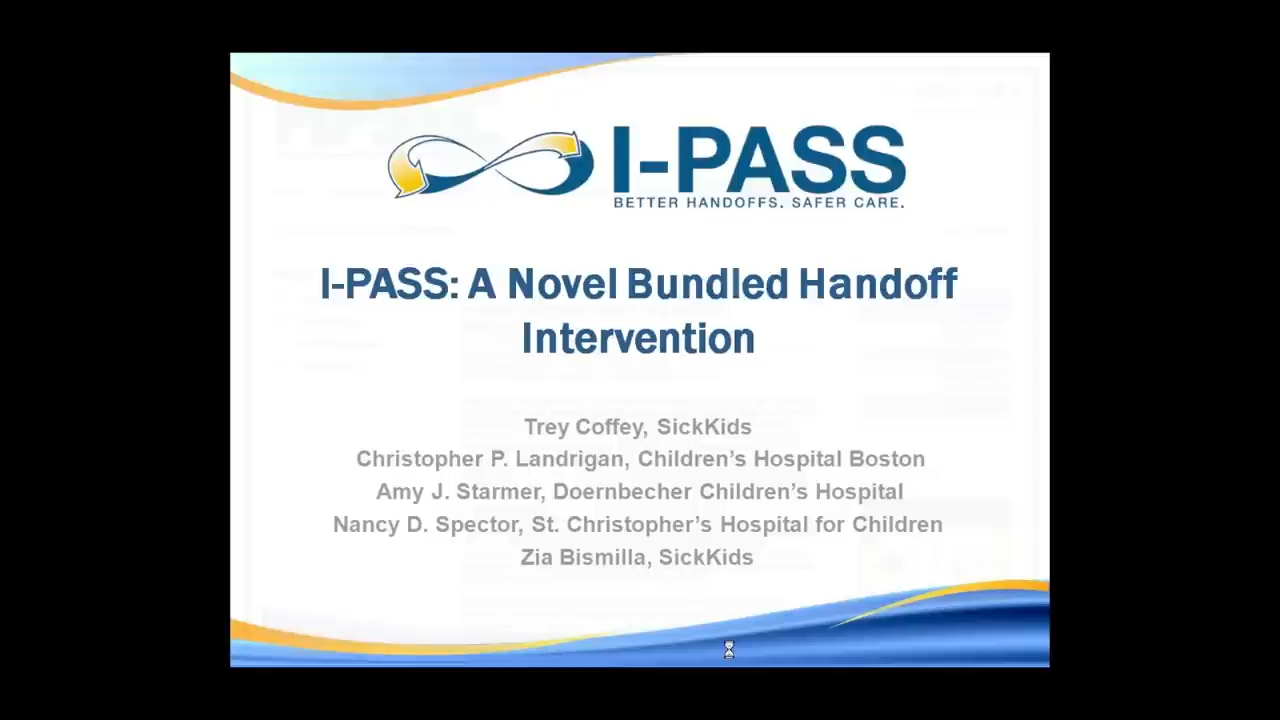 I-PASS
BETTER HANDOFFS. SAFER CARE.
I-PASS: A Novel Bundled Handoff
Intervention
Trey Coffey, SickKids
Christopher P. Landrigan, Children’s Hospital Boston
Amy J. Starmer, Doernbecher Children’s Hospital
Nancy D. Spector, St. Christopher’s Hospital for Children
Zia Bismilla, SickKids